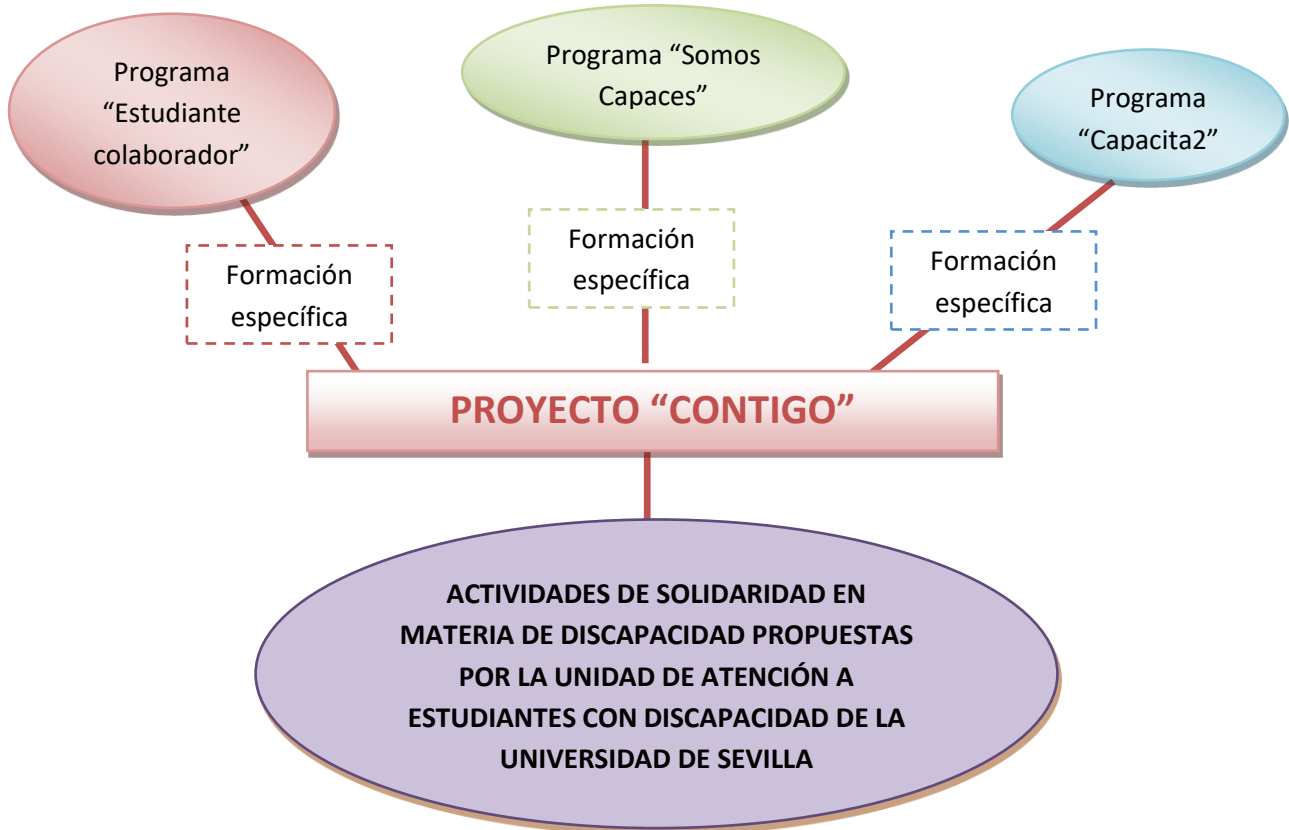 Programa
“Estudiante
colaborador”
Programa “Somos
Capaces”
Programa
“Capacita2”
Formación
específica
Formación
específica
Formación
específica
PROYECTO “CONTIGO”
ACTIVIDADES DE SOLIDARIDAD EN
MATERIA DE DISCAPACIDAD PROPUESTAS
POR LA UNIDAD DE ATENCIÓN A
ESTUDIANTES CON DISCAPACIDAD DE LA
UNIVERSIDAD DE SEVILLA